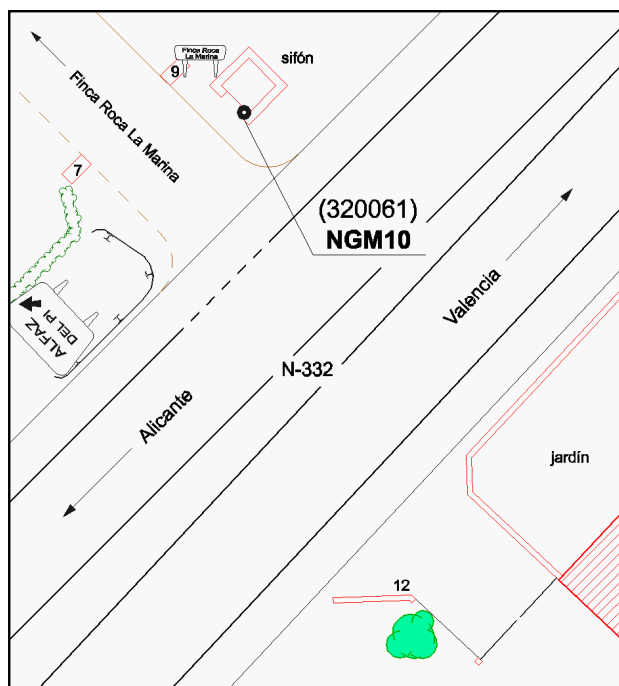 Finca Roca
La Marina
sifón
9
Finca Roca La Marina
7
(320061)
NGM10
ALFAZ
DEL PI
Valencia
N-332
Alicante
jardín
12